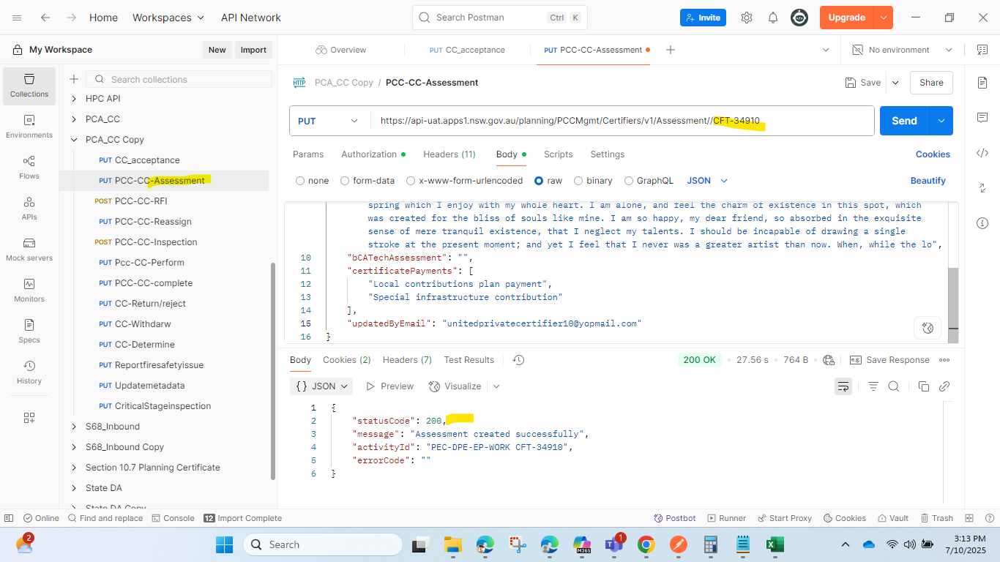 Home Workspaces API Network Search Postman Ctrl K Invite Upgrade
My Workspace New Import Overview PUT CC_acceptance PUT PCC-CC-Assessment No environment
Search collections
Collections
Environments
Flows
APIs
Mock servers
Monitors
Specs
History
HPC API
PCA_CC
PCA_CC Copy
PUT CC_acceptance
PUT PCC-CC-Assessment
POST PCC-CC-RFI
PUT PCC-CC-Reassign
POST PCC-CC-Inspection
PUT Pcc-CC-Perform
PUT PCC-CC-complete
PUT CC-Return/reject
PUT CC-Withdarw
PUT CC-Determine
PUT Reportfiresafetyissue
PUT Updatemetadata
PUT CriticalStageinspection
S68_Inbound
S68_Inbound Copy
Section 10.7 Planning Certificate
State DA
State DA Copy
HTTP PCA_CC Copy / PCC-CC-Assessment Save Share
PUT https://api-uat.apps1.nsw.gov.au/planning/PCCMgmt/Certifiers/v1/Assessment//CFT-34910 Send
Params Authorization Headers (11) Body Scripts Settings Cookies
none form-data x-www-form-urlencoded raw binary GraphQL JSON Beautify
spring which I enjoy with my whole heart. I am alone, and feel the charm of existence in this spot, which
was created for the bliss of souls like mine. I am so happy, my dear friend, so absorbed in the exquisite
sense of mere tranquil existence, that I neglect my talents. I should be incapable of drawing a single
stroke at the present moment; and yet I feel that I never was a greater artist than now. When, while the lo",
10 "bCATechAssessment": "",
11 "certificatePayments": [
12 "Local contributions plan payment",
13 "Special infrastructure contribution"
14 ],
15 "updatedByEmail": "unitedprivatecertifier10@yopmail.com"
16 }
Body Cookies (2) Headers (7) Test Results 200 OK 27.56 s 764 B e.g. Save Response
{} JSON Preview Visualize
1 {
2 "statusCode": 200,
3 "message": "Assessment created successfully",
4 "activityId": "PEC-DPE-EP-WORK CFT-34910",
5 "errorCode": ""
6 }
Online Find and replace Console 12 Import Complete Postbot Runner Start Proxy Cookies Vault Trash
2 Search M365 1 3:13 PM
7/10/2025